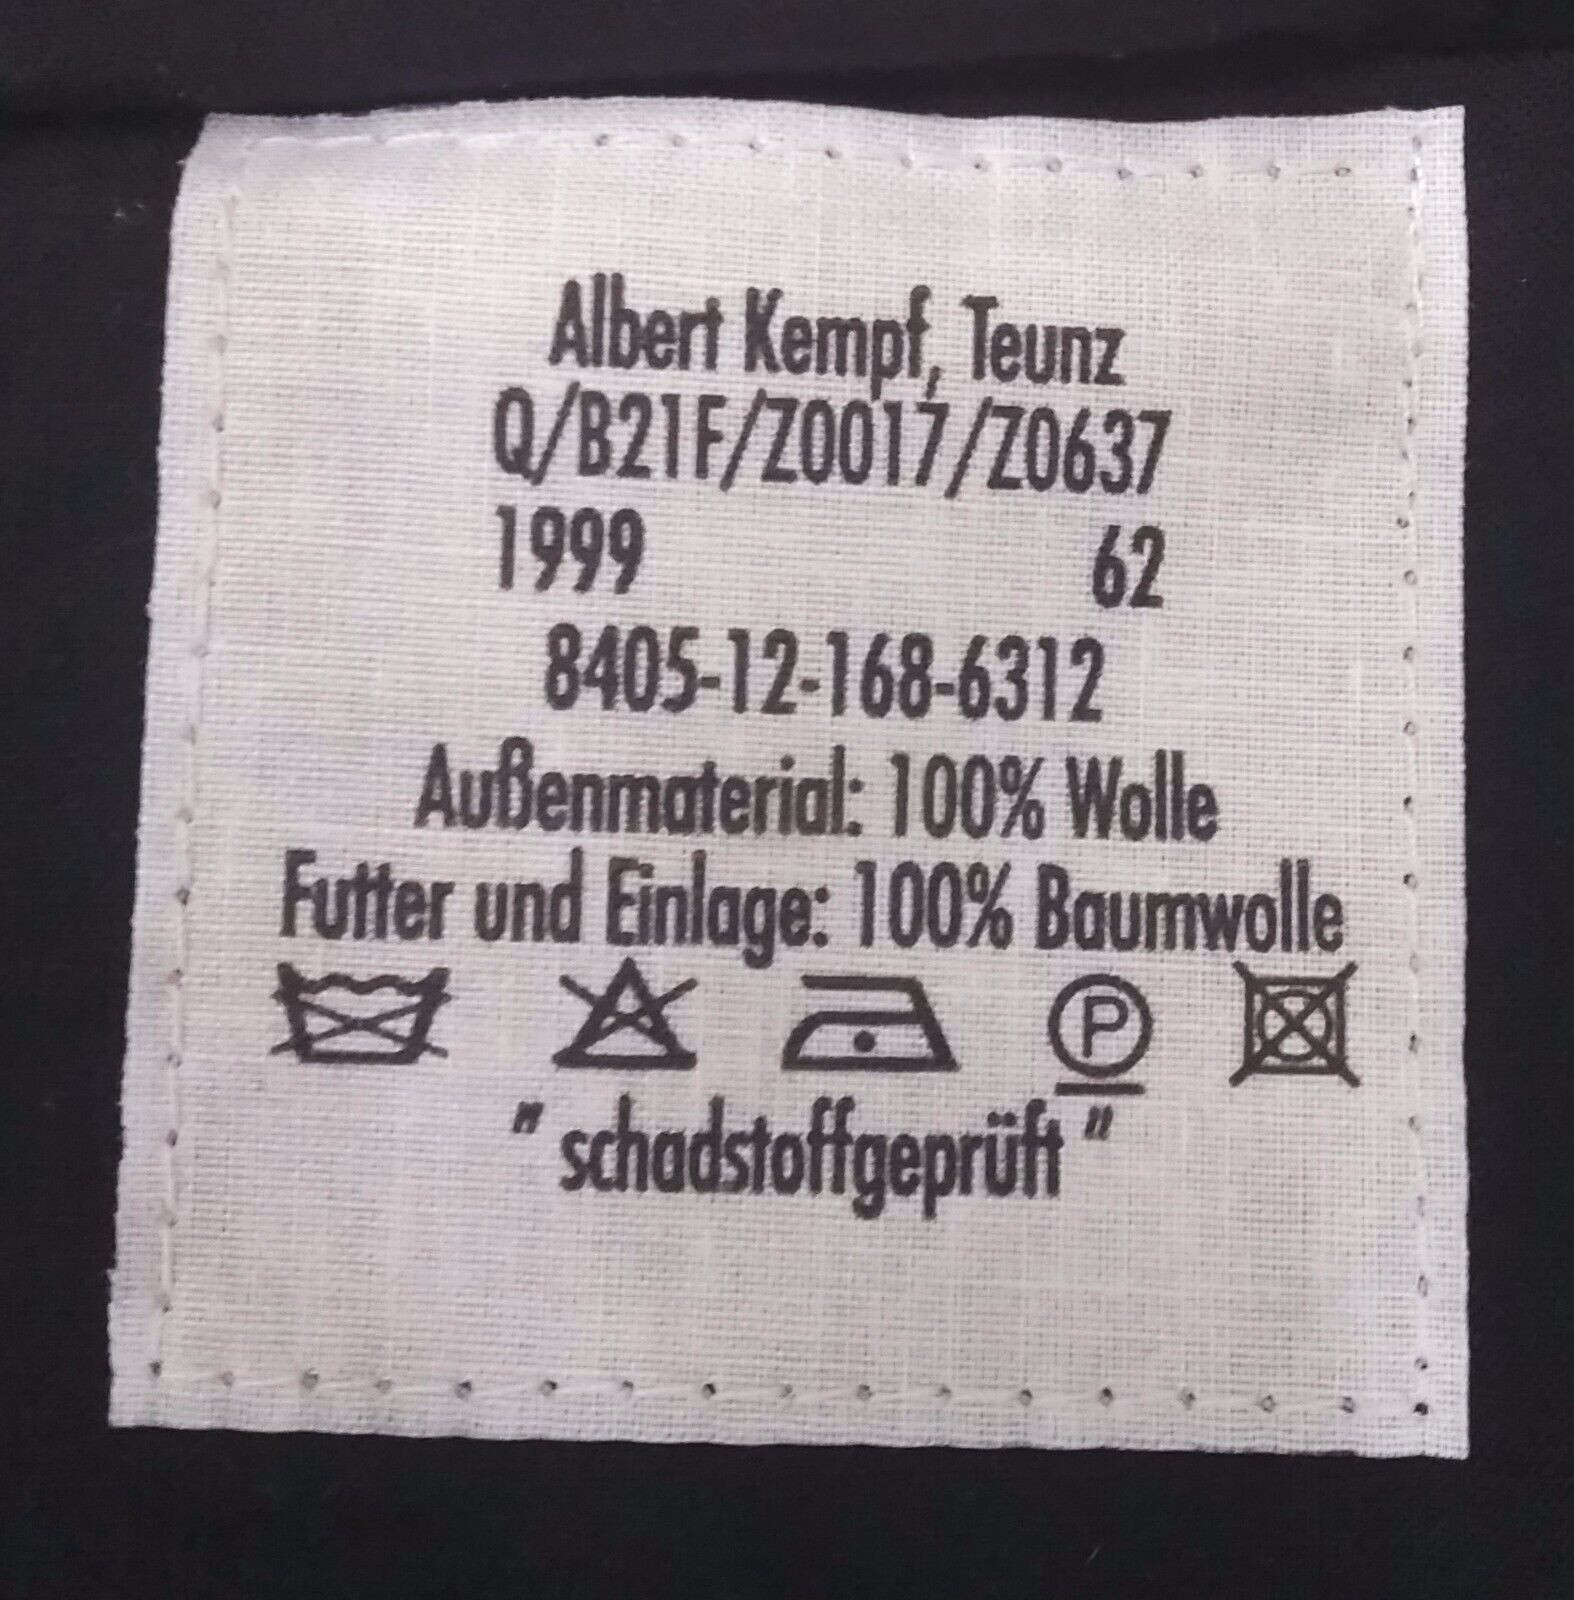 Albert Kempf, Teunz
Q/B21F/Z0017/Z0637
1999 62
8405-12-168-6312
Außenmaterial: 100% Wolle
Futter und Einlage: 100% Baumwolle
P
" schadstoffgeprüft "